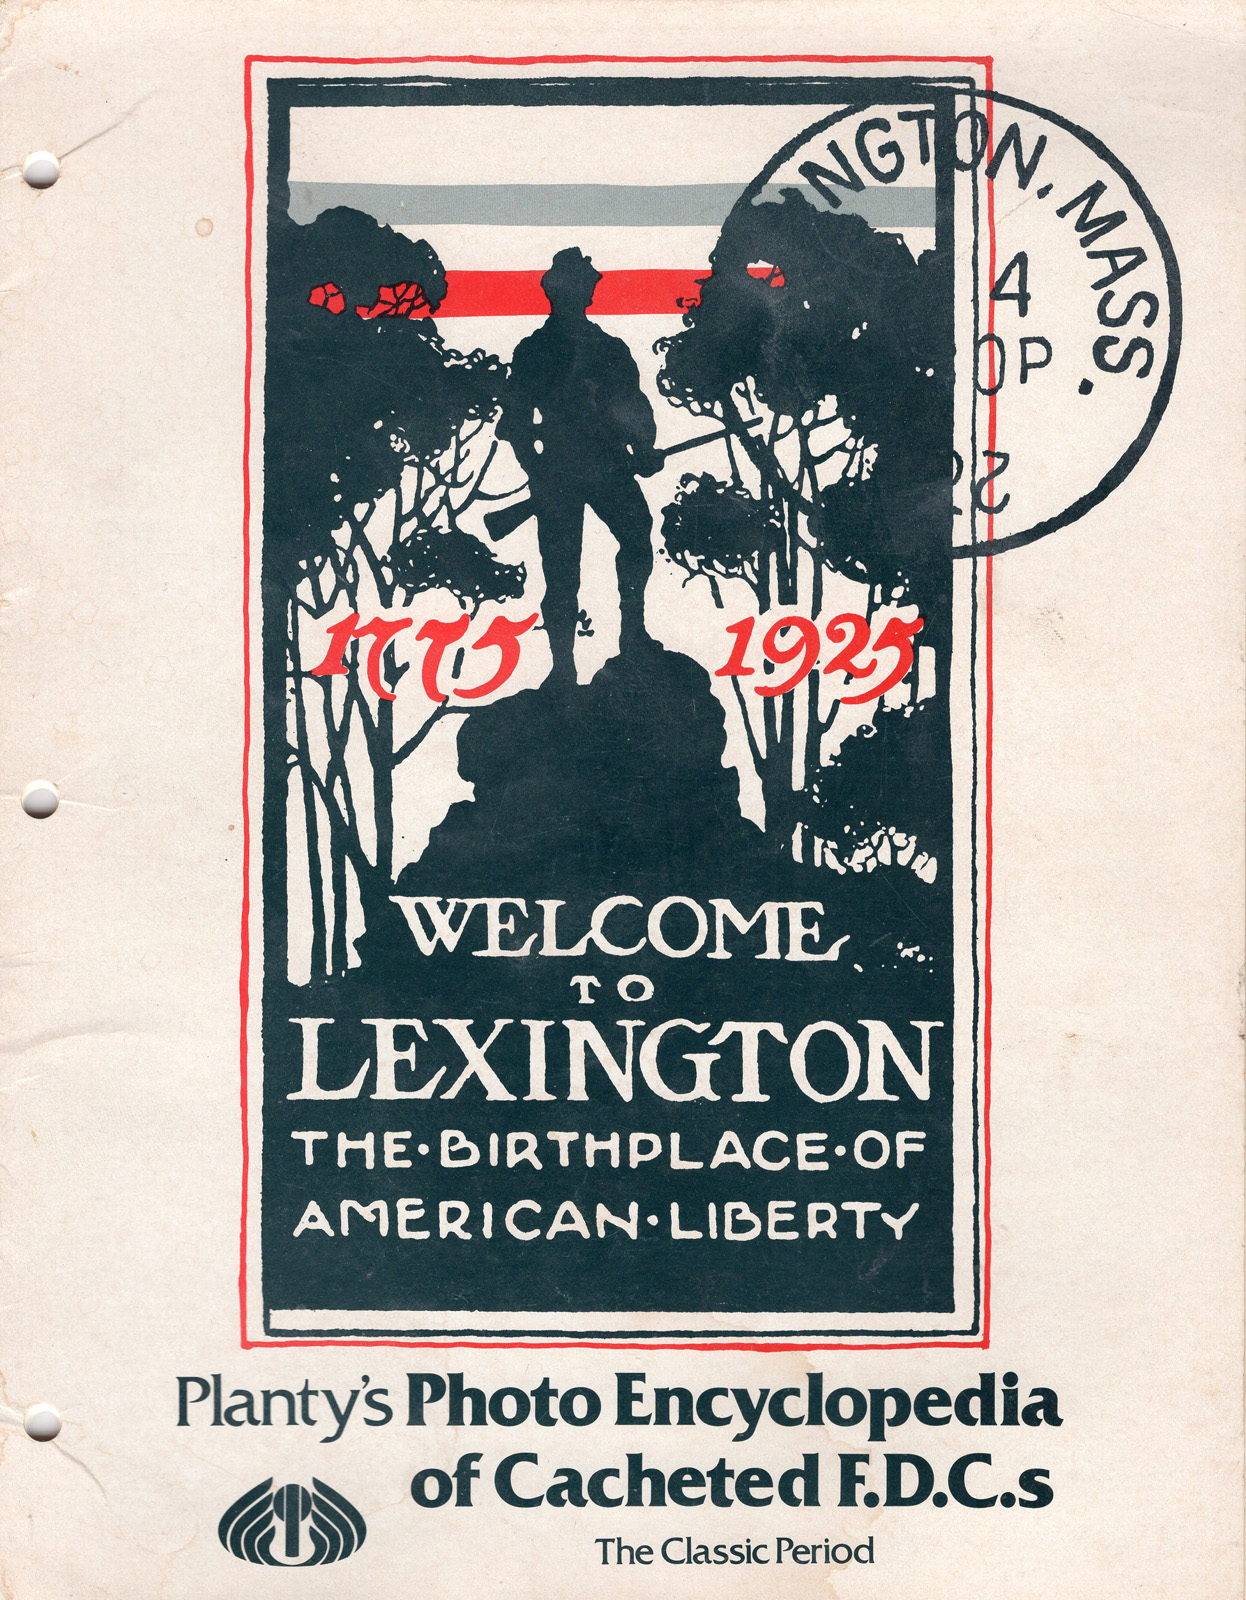 NGTON, MASS.
4
0P
22
1775 1925
WELCOME
TO
LEXINGTON
THE·BIRTHPLACE·OF
AMERICAN·LIBERTY
Planty's Photo Encyclopedia
of Cacheted F.D.C.s
The Classic Period